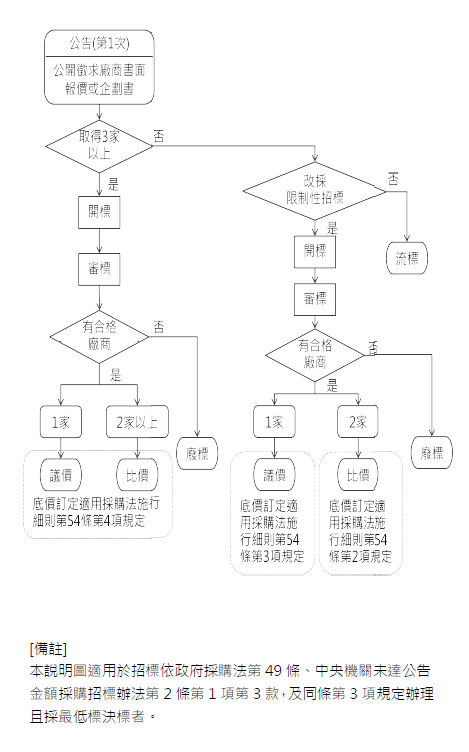 公告(第1次)
公開徵求廠商書面
報價或企劃書
取得3家
以上
否
是
開標
審標
有合格
廠商
否
是
1家
2家以上
廢標
議價
比價
底價訂定適用採購法施行
細則第54條第4項規定
改採
限制性招標
否
是
流標
開標
審標
有合格
廠商
否
是
1家
2家
廢標
議價
底價訂定適
用採購法施
行細則第54
條第3項規定
比價
底價訂定適
用採購法施
行細則第54
條第2項規定
[備註]
本說明圖適用於招標依政府採購法第 49 條、中央機關未達公告
金額採購招標辦法第 2 條第 1 項第 3 款，及同條第 3 項規定辦理
且採最低標決標者。